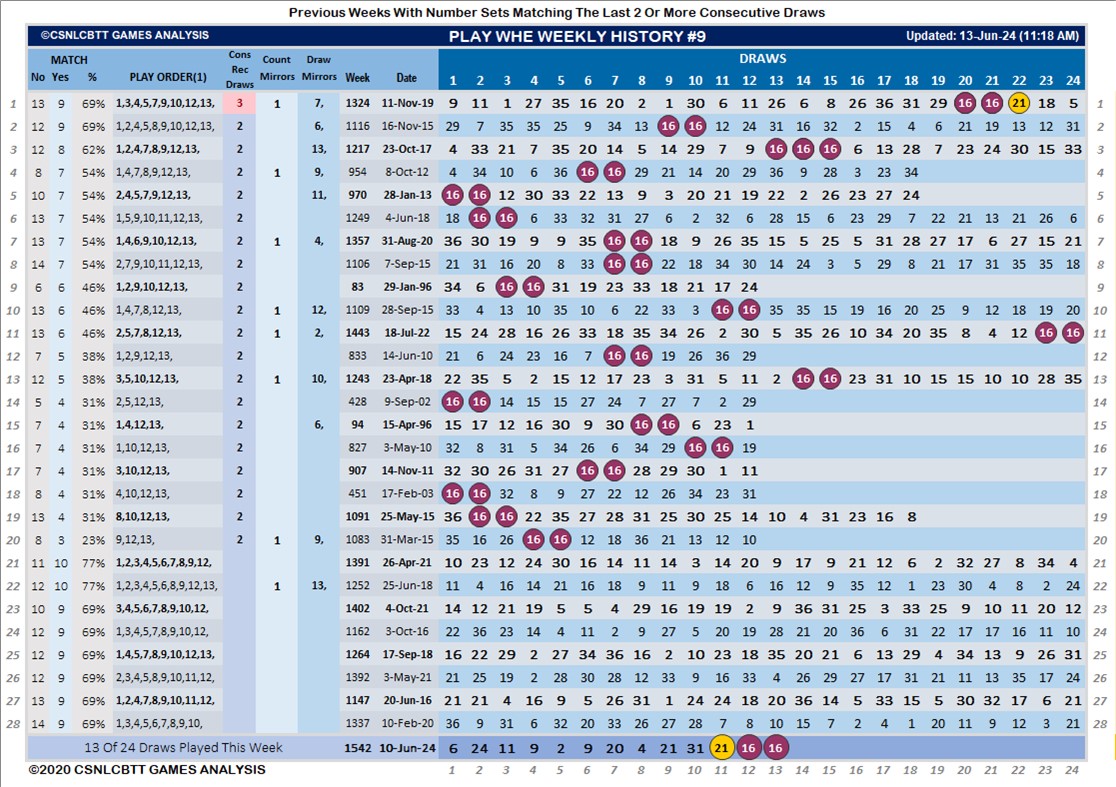 Previous Weeks With Number Sets Matching The Last 2 Or More Consecutive Draws
©CSNLCBTT GAMES ANALYSIS PLAY WHE WEEKLY HISTORY #9 Updated: 13-Jun-24 (11:18 AM)
MATCH Cons Rec Draws Count Mirrors Draw Mirrors DRAWS
No Yes % PLAY ORDER(1) Week Date 1 2 3 4 5 6 7 8 9 10 11 12 13 14 15 16 17 18 19 20 21 22 23 24
1 13 9 69% 1,3,4,5,7,9,10,12,13, 3 1 7, 1324 11-Nov-19 9 11 1 27 35 16 20 2 1 30 6 11 26 6 8 26 36 31 29 16 16 21 18 5 1
2 12 9 69% 1,2,4,5,8,9,10,12,13, 2 6, 1116 16-Nov-15 29 7 35 35 25 9 34 13 16 16 12 24 31 16 32 2 15 4 6 21 19 13 12 31 2
3 12 8 62% 1,2,4,7,8,9,12,13, 2 13, 1217 23-Oct-17 4 33 21 7 35 20 14 5 14 29 7 9 16 16 16 6 13 28 7 23 24 30 15 33 3
4 8 7 54% 1,4,7,8,9,12,13, 2 1 9, 954 8-Oct-12 4 34 10 6 36 16 16 29 21 14 20 29 36 9 28 3 23 34 4
5 10 7 54% 2,4,5,7,9,12,13, 2 11, 970 28-Jan-13 16 16 12 30 33 22 13 9 3 20 21 19 22 2 26 23 27 24 5
6 13 7 54% 1,5,9,10,11,12,13, 2 1249 4-Jun-18 18 16 16 6 33 32 31 27 6 2 32 6 28 15 6 23 29 7 22 21 13 21 26 6 6
7 13 7 54% 1,4,6,9,10,12,13, 2 1 4, 1357 31-Aug-20 36 30 19 9 9 35 16 16 18 9 26 35 15 5 25 5 31 28 27 17 6 27 15 21 7
8 14 7 54% 2,7,9,10,11,12,13, 2 1106 7-Sep-15 21 31 16 20 8 33 16 16 22 18 34 30 14 24 3 5 29 8 21 17 31 35 35 18 8
9 6 6 46% 1,2,9,10,12,13, 2 83 29-Jan-96 34 6 16 16 31 19 23 33 18 21 17 24 9
10 13 6 46% 1,4,7,8,12,13, 2 1 12, 1109 28-Sep-15 33 4 13 10 35 10 6 22 33 3 16 16 35 35 15 19 16 20 25 9 12 18 19 20 10
11 13 6 46% 2,5,7,8,12,13, 2 1 2, 1443 18-Jul-22 15 24 28 16 26 33 18 35 34 26 2 30 5 35 26 10 34 20 35 8 4 12 16 16 11
12 7 5 38% 1,2,9,12,13, 2 833 14-Jun-10 21 6 24 23 16 7 16 16 19 26 36 29 12
13 12 5 38% 3,5,10,12,13, 2 1 10, 1243 23-Apr-18 22 35 5 2 15 12 17 23 3 31 5 11 2 16 16 23 31 10 15 15 10 10 28 35 13
14 5 4 31% 2,5,12,13, 2 428 9-Sep-02 16 16 14 15 15 27 24 7 27 7 2 29 14
15 7 4 31% 1,4,12,13, 2 6, 94 15-Apr-96 15 17 12 16 30 9 30 16 16 6 23 1 15
16 7 4 31% 1,10,12,13, 2 827 3-May-10 32 8 31 5 34 26 6 34 29 16 16 19 16
17 7 4 31% 3,10,12,13, 2 907 14-Nov-11 32 30 26 31 27 16 16 28 29 30 1 11 17
18 8 4 31% 4,10,12,13, 2 451 17-Feb-03 16 16 32 8 9 27 22 12 26 34 23 31 18
19 13 4 31% 8,10,12,13, 2 1091 25-May-15 36 16 16 22 35 27 28 31 25 30 25 14 10 4 31 23 16 8 19
20 8 3 23% 9,12,13, 2 1 9, 1083 31-Mar-15 35 16 26 16 16 12 18 36 21 13 12 10 20
21 11 10 77% 1,2,3,4,5,6,7,8,9,12, 1391 26-Apr-21 10 23 12 24 30 16 14 11 14 3 14 20 9 17 9 21 12 6 2 32 27 8 34 4 21
22 12 10 77% 1,2,3,4,5,6,8,9,12,13, 1 13, 1252 25-Jun-18 11 4 16 14 21 16 18 9 11 9 18 6 16 12 9 35 12 1 23 30 4 8 2 24 22
23 10 9 69% 3,4,5,6,7,8,9,10,12, 1402 4-Oct-21 14 12 21 19 5 5 4 29 16 19 19 2 9 36 31 25 3 33 25 9 10 11 20 12 23
24 12 9 69% 1,3,4,5,7,8,9,10,12, 1162 3-Oct-16 22 36 23 14 4 11 2 9 27 5 20 19 28 21 20 36 6 31 22 17 17 16 11 10 24
25 12 9 69% 1,4,5,7,8,9,10,12,13, 1264 17-Sep-18 16 22 29 2 27 34 36 16 2 10 23 18 35 20 21 6 13 29 4 34 13 9 26 31 25
26 12 9 69% 2,3,4,5,8,9,10,11,12, 1392 3-May-21 21 25 19 2 28 30 28 12 33 9 16 33 4 26 29 27 17 36 26 21 11 35 17 24 26
27 13 9 69% 1,2,4,7,8,9,10,12,13, 1147 20-Jun-16 21 21 4 16 9 5 26 31 1 24 24 18 20 36 14 5 33 15 5 30 32 17 6 21 27
28 14 9 69% 1,3,4,5,6,7,8,9,10, 1337 10-Feb-20 36 9 31 6 32 20 33 26 27 28 7 8 10 15 7 2 4 1 20 11 9 12 3 21 28
13 Of 24 Draws Played This Week 1542 10-Jun-24 6 24 11 9 2 9 20 4 21 31 21 16 16
©2020 CSNLCBTT GAMES ANALYSIS 1 2 3 4 5 6 7 8 9 10 11 12 13 14 15 16 17 18 19 20 21 22 23 24